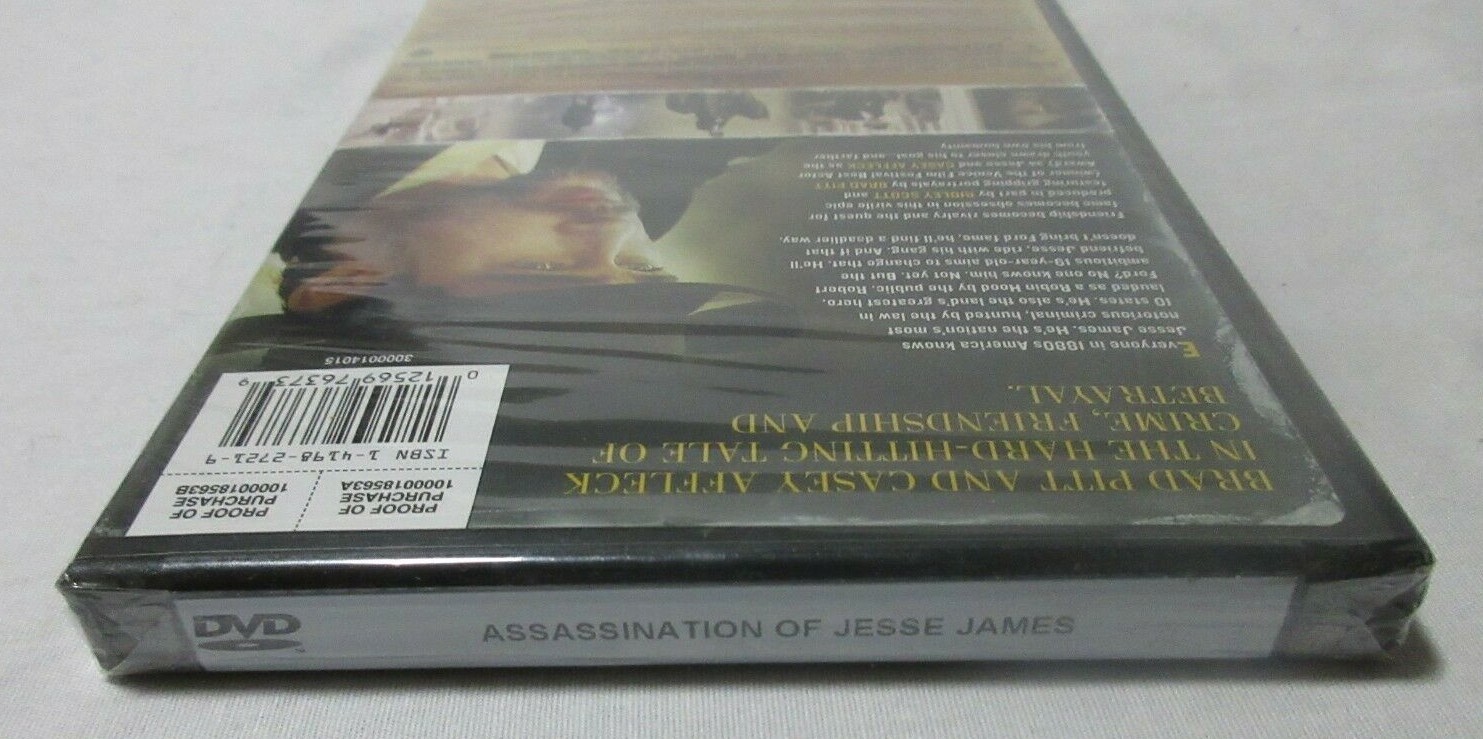 BRAD PITT AND CASEY AFFLECK
IN THE HARD-HITTING TALE OF
CRIME, FRIENDSHIP AND
BETRAYAL.
Everyone in 1880s America knows
Jesse James. He's the nation's most
notorious criminal, hunted by the law in
10 states. He's also the land's greatest hero,
lauded as a Robin Hood by the public. Robert
Ford? No one knows him. Not yet. But the
ambitious 19-year-old aims to change that. He'll
befriend Jesse, ride with his gang. And if that
doesn't bring Ford fame, he'll find a deadlier way.
Friendship becomes rivalry and the quest for
fame becomes obsession in this virile epic
produced in part by RIDLEY SCOTT and
featuring gripping portrayals by BRAD PITT
(winner of the Venice Film Festival Best Actor
Award) as Jesse and CASEY AFFLECK as the
youth drawn closer to his goal...and farther
from his own humanity.
PROOF OF
PURCHASE
1000018563A
PROOF OF
PURCHASE
1000018563B
ISBN 1-4198-2721-9
0 12569 76373 9
3000014015
DVD
ASSASSINATION OF JESSE JAMES